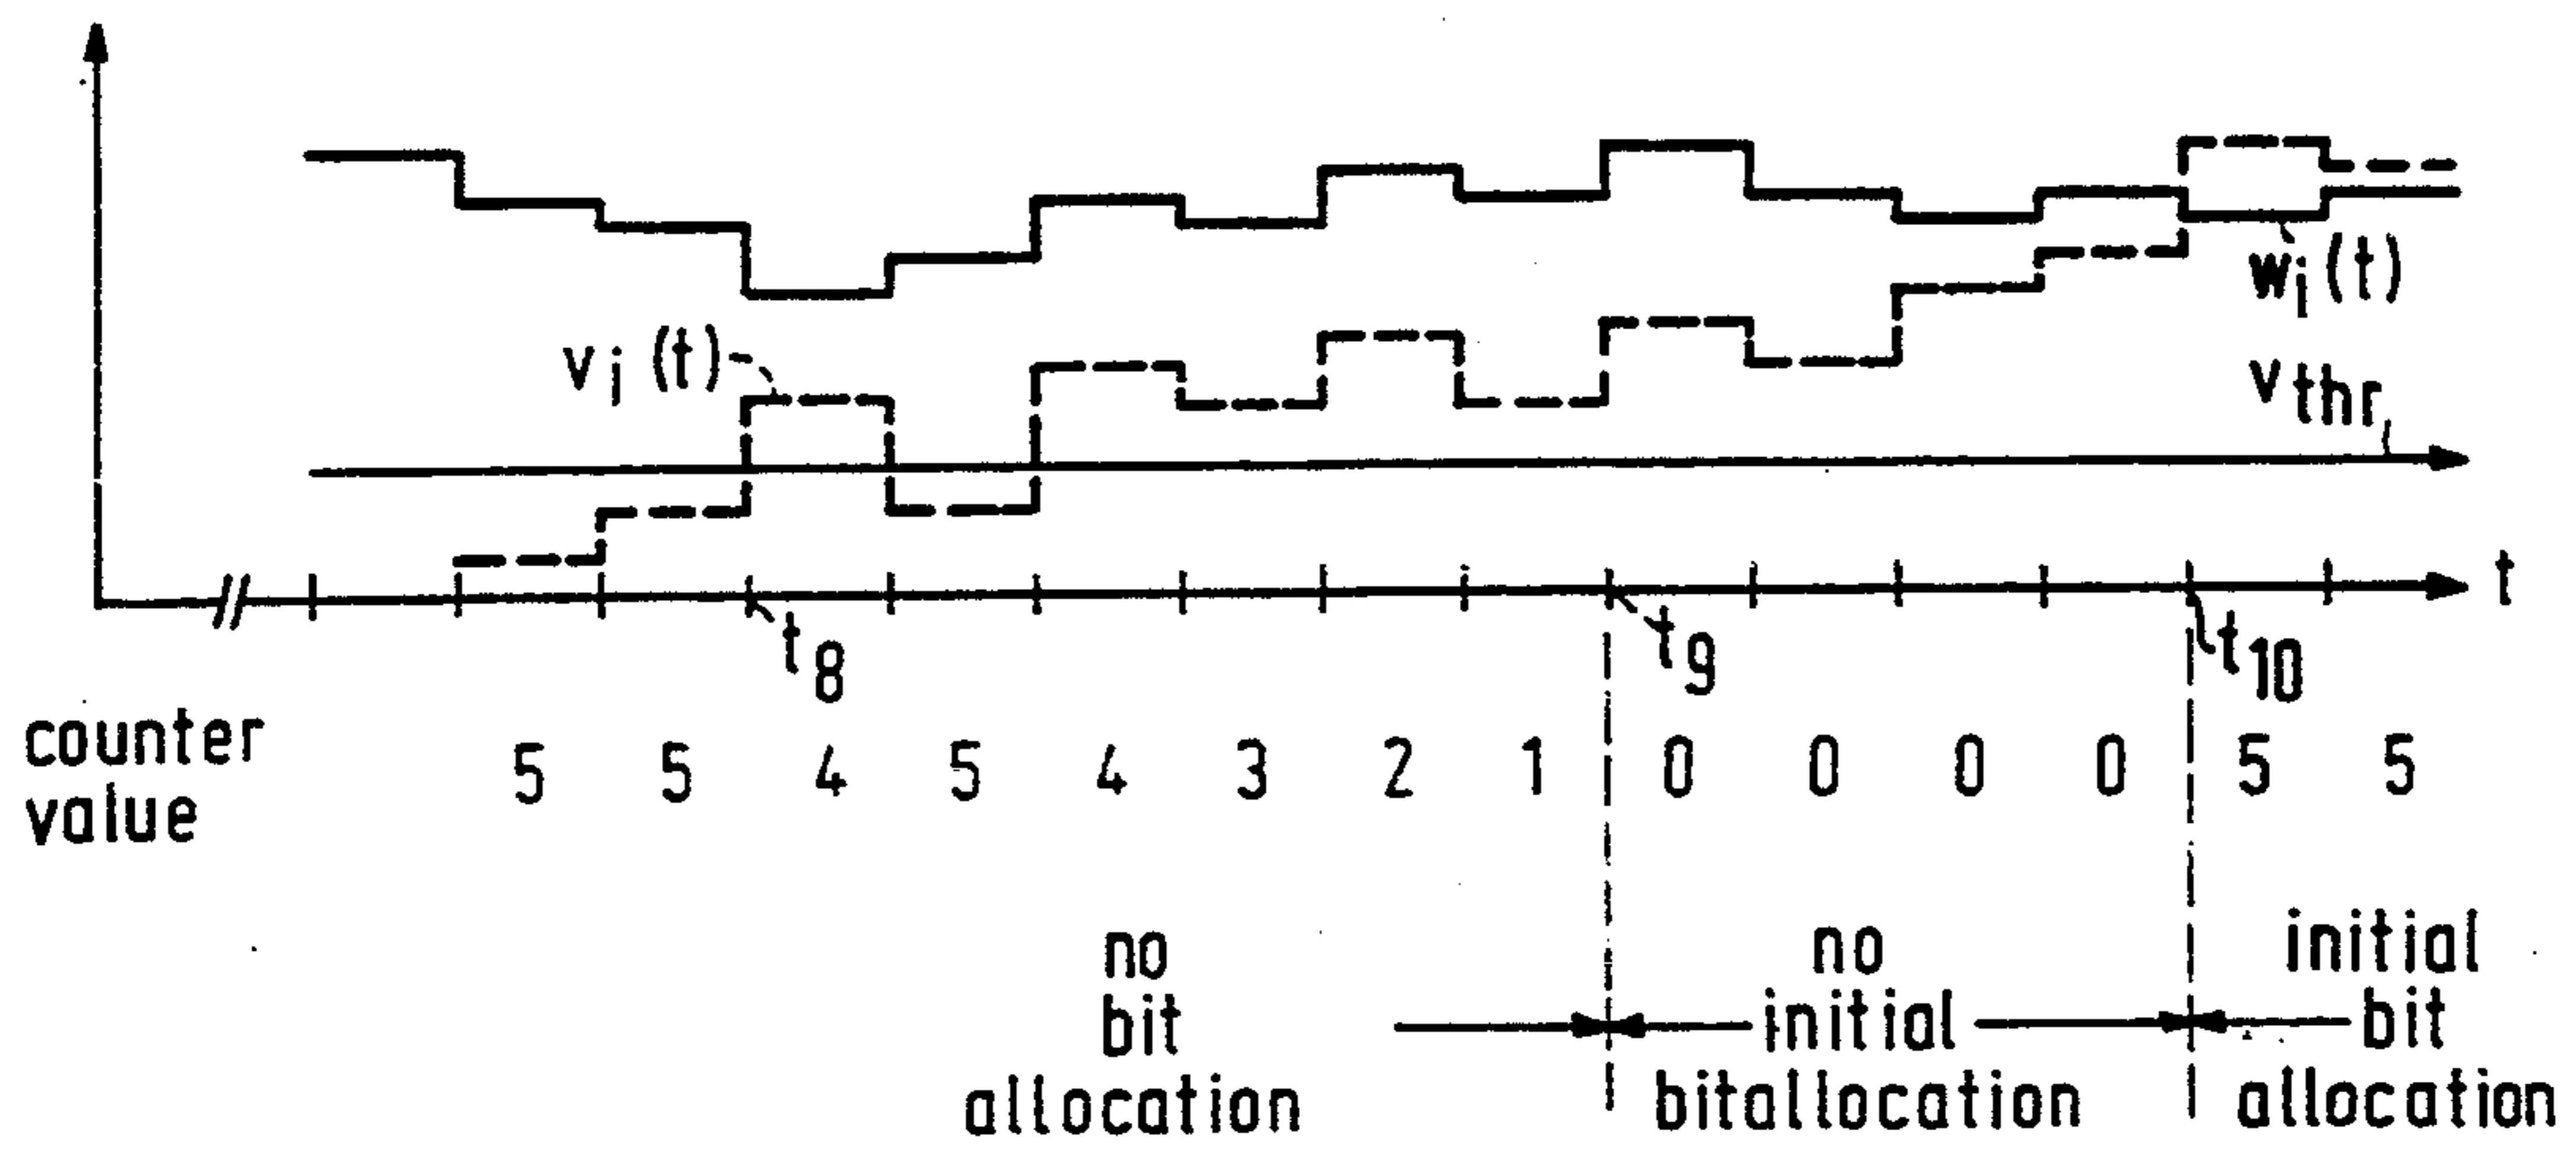 wi(t)
vi(t)
vthr
t
t8
t9
t10
counter
value
5 5 4 5 4 3 2 1 0 0 0 0 5 5
no
bit
allocation
no
initial
bitallocation
initial
bit
allocation